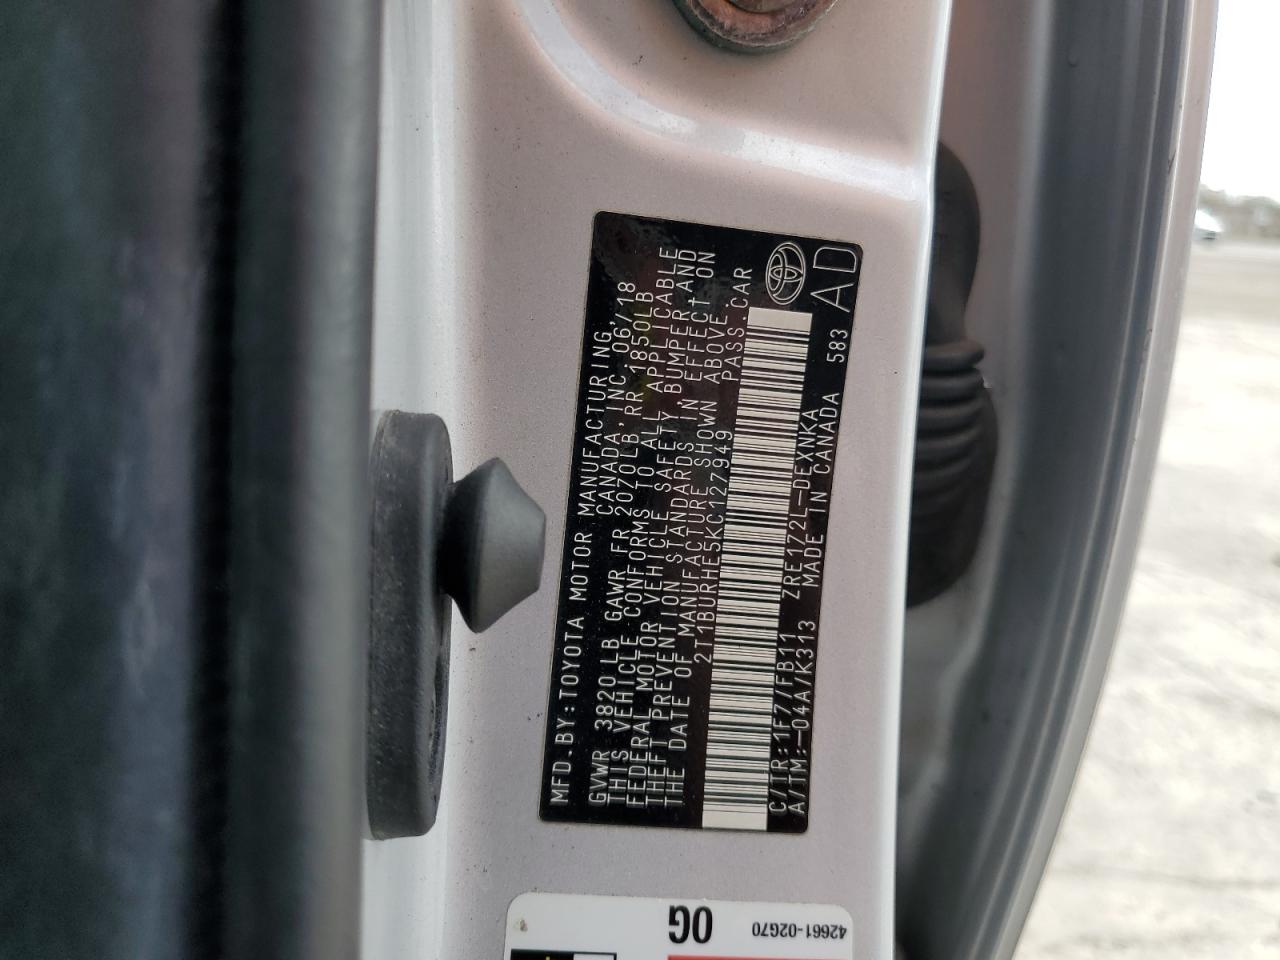 MFD.BY:TOYOTA MOTOR MANUFACTURING,
CANADA, INC. 06/18
GVWR 3820LB GAWR FR 2070LB, RR 1850LB
THIS VEHICLE CONFORMS TO ALL APPLICABLE
FEDERAL MOTOR VEHICLE SAFETY, BUMPER, AND
THEFT PREVENTION STANDARDS IN EFFECT ON
THE DATE OF MANUFACTURE SHOWN ABOVE.
2T1BURHE5KC127949 PASS.CAR
C/TR:1F7/FB11 ZRE172L-DEXNKA
A/TM:-04A/K313 MADE IN CANADA 583 AD
42661-02G70
0G